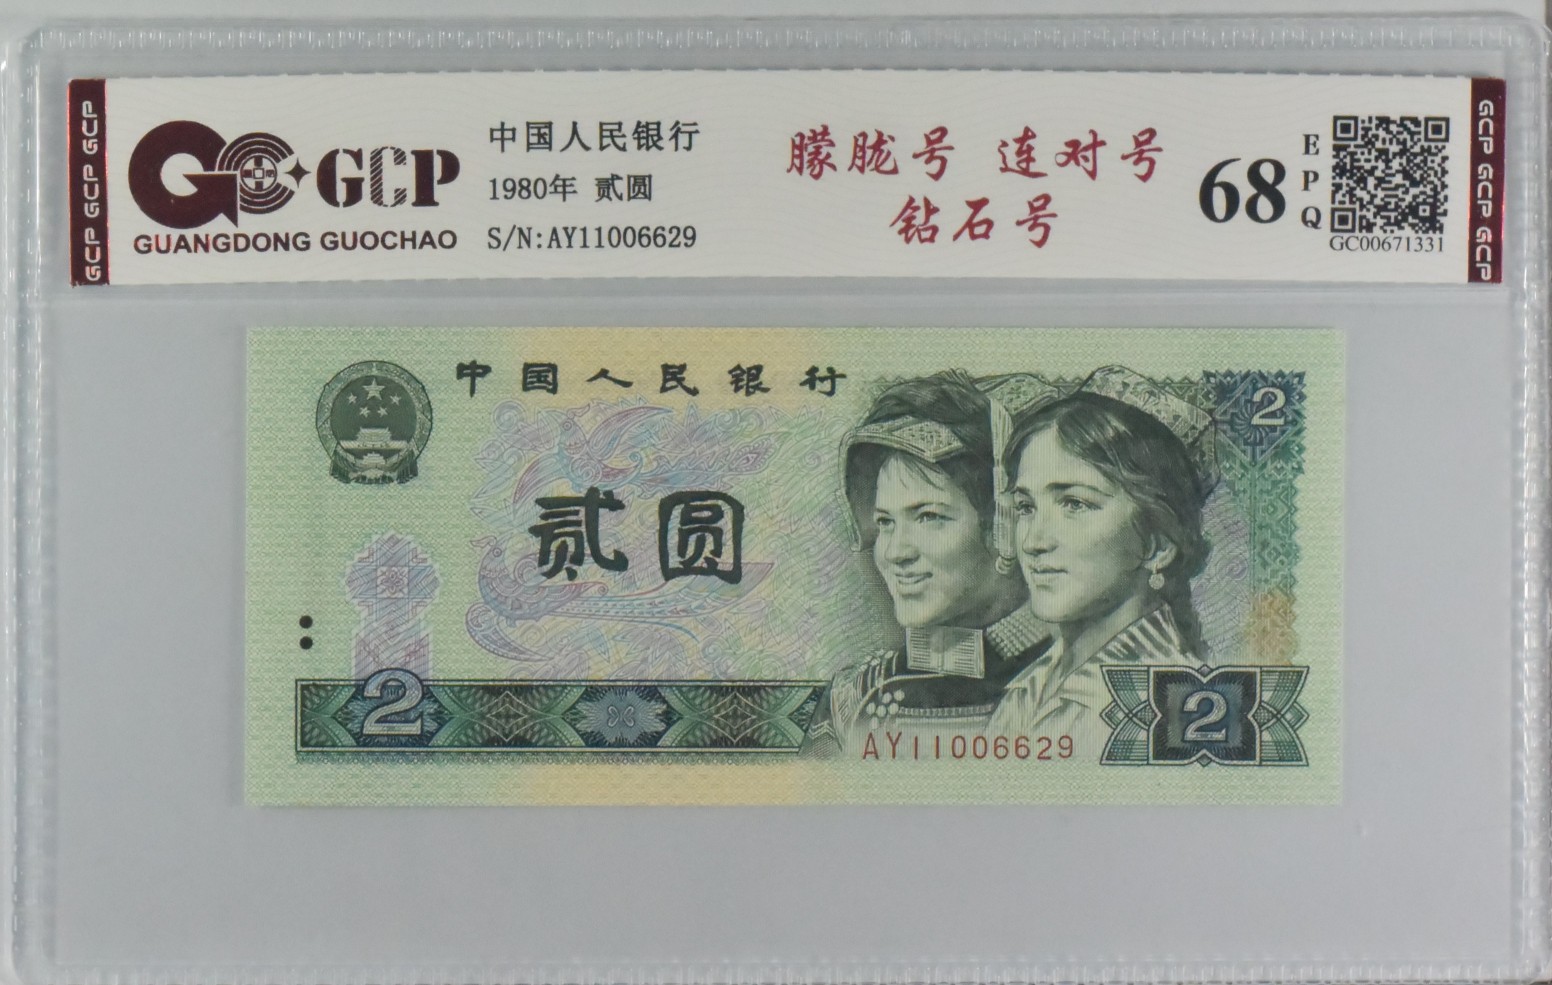 GCP GCP GCP
GCP
GUANGDONG GUOCHAO
中国人民银行
1980年 贰圆
S/N:AY11006629
朦胧号 连对号
钻石号
68
EPQ
GC00671331
GCP GCP GCP
中国人民银行
2
贰圆
2
2
AY11006629